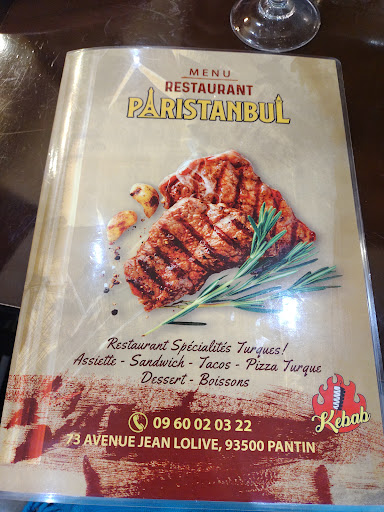 MENU
RESTAURANT
PARISTANBUL
Restaurant Spécialités Turques!
Assiette - Sandwich - Tacos - Pizza Turque
Dessert - Boissons
Kebab
09 60 02 03 22
73 AVENUE JEAN LOLIVE, 93500 PANTIN